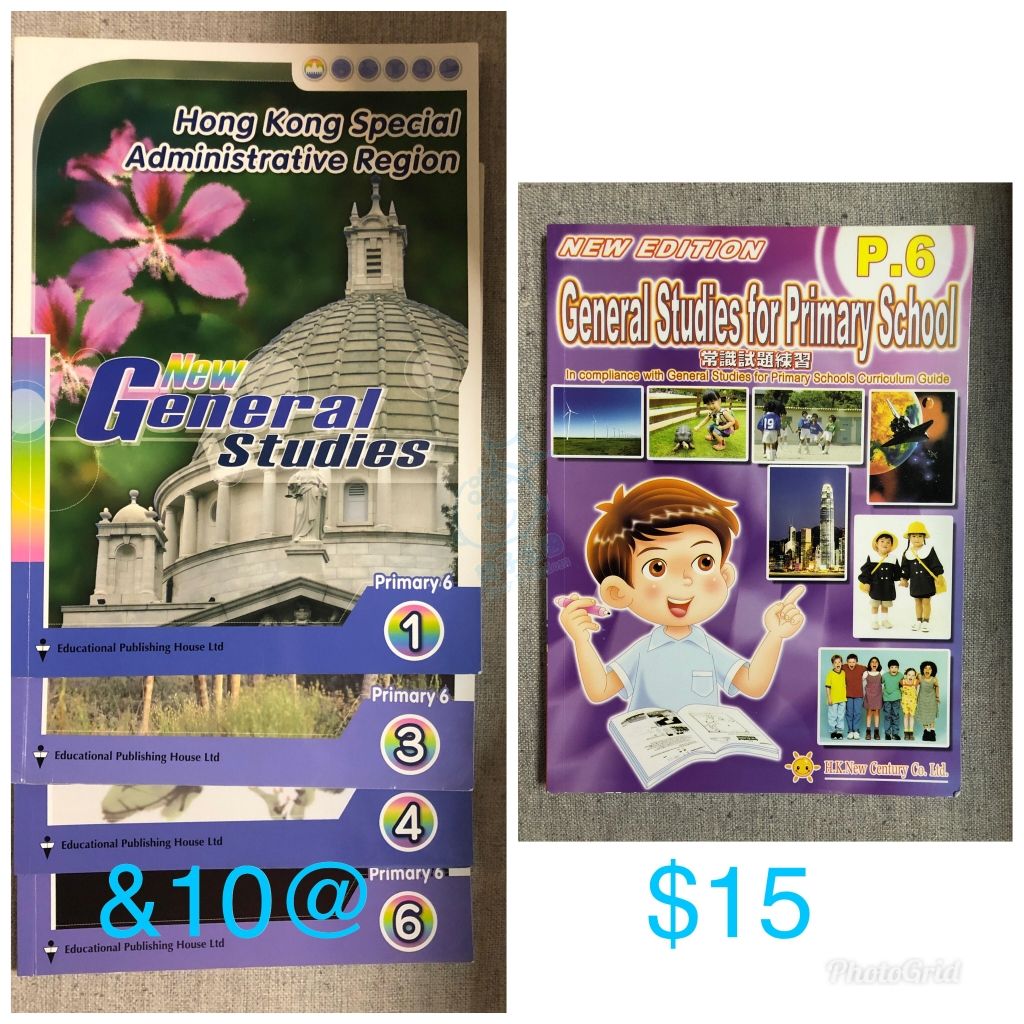 Hong Kong Special
Administrative Region
New
General
Studies
Primary 6
1
Educational Publishing House Ltd
Primary 6
3
Educational Publishing House Ltd
4
Educational Publishing House Ltd
Primary 6
6
Educational Publishing House Ltd
&10@
NEW EDITION
P.6
General Studies for Primary School
常識試題練習
In compliance with General Studies for Primary Schools Curriculum Guide
19
H.K.New Century Co. Ltd.
$15
PhotoGrid